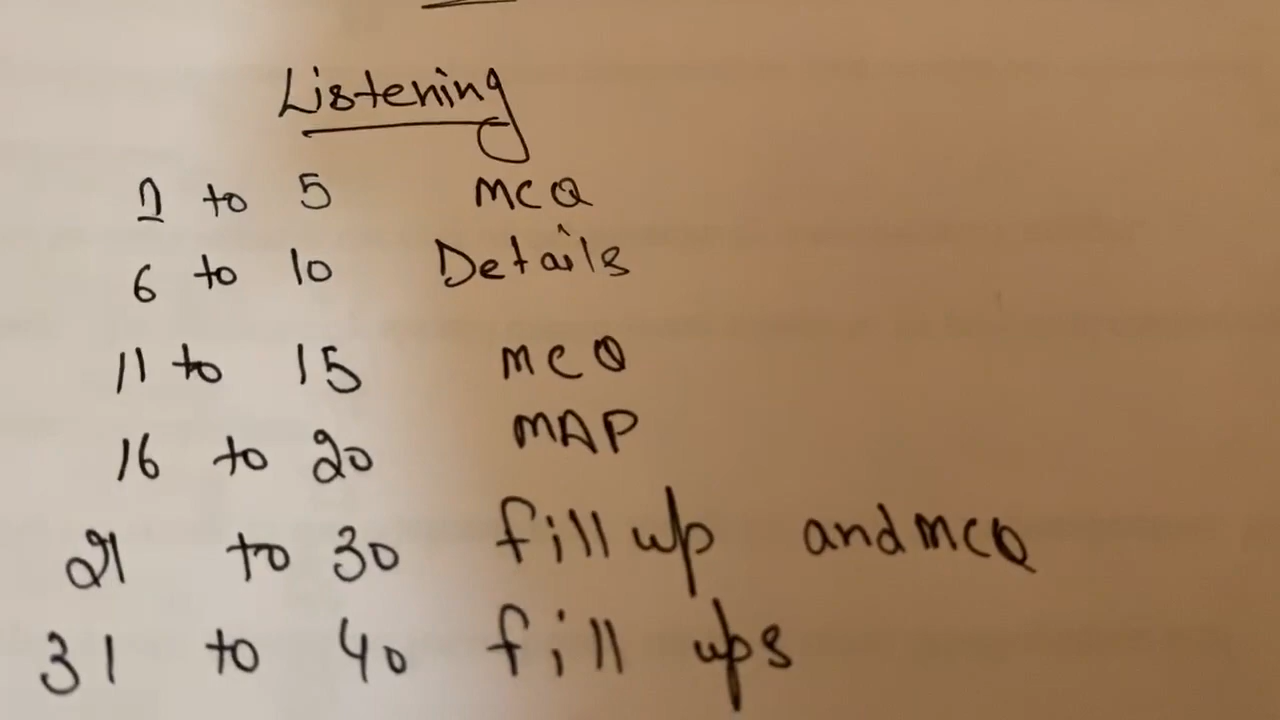 Listening
1 to 5 MCQ
6 to 10 Details
11 to 15 MCQ
16 to 20 MAP
21 to 30 fill up and MCQ
31 to 40 fill ups